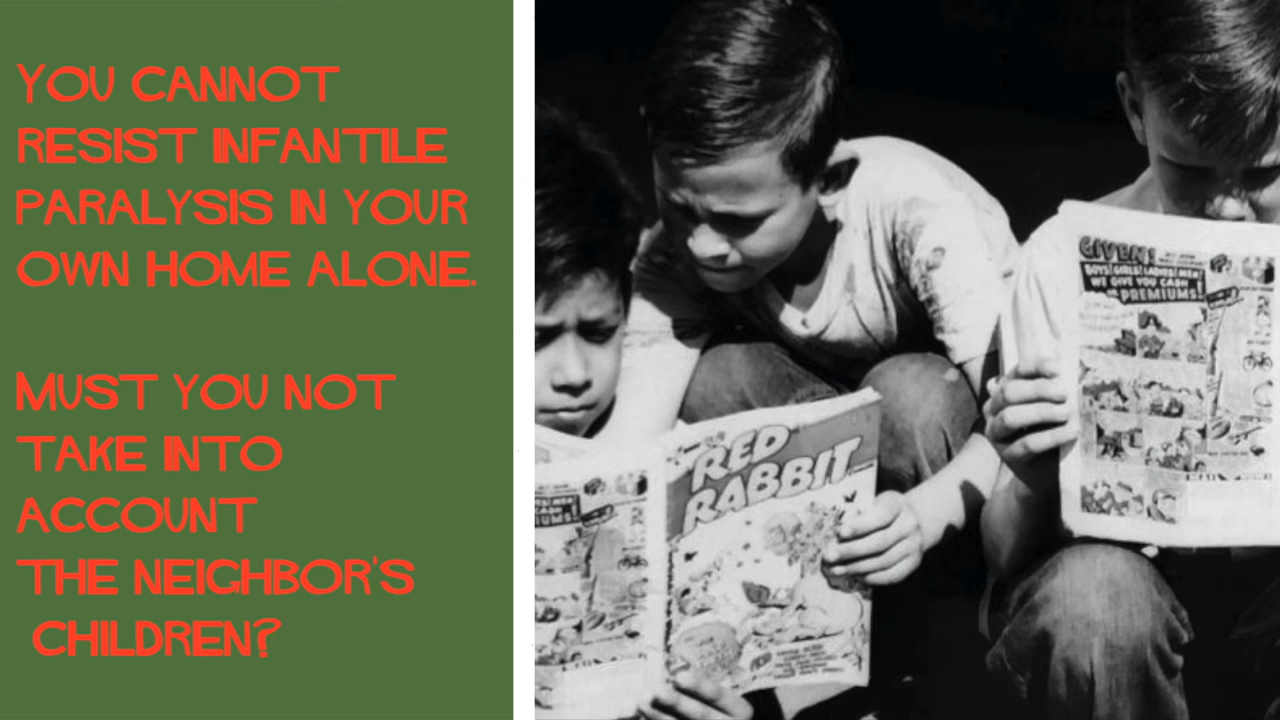 YOU CANNOT
RESIST INFANTILE
PARALYSIS IN YOUR
OWN HOME ALONE.
MUST YOU NOT
TAKE INTO
ACCOUNT
THE NEIGHBOR'S
CHILDREN?
RED
RABBIT
GIVEN!
BOYS! GIRLS! LADIES! MEN!
WE GIVE YOU CASH
PREMIUMS!